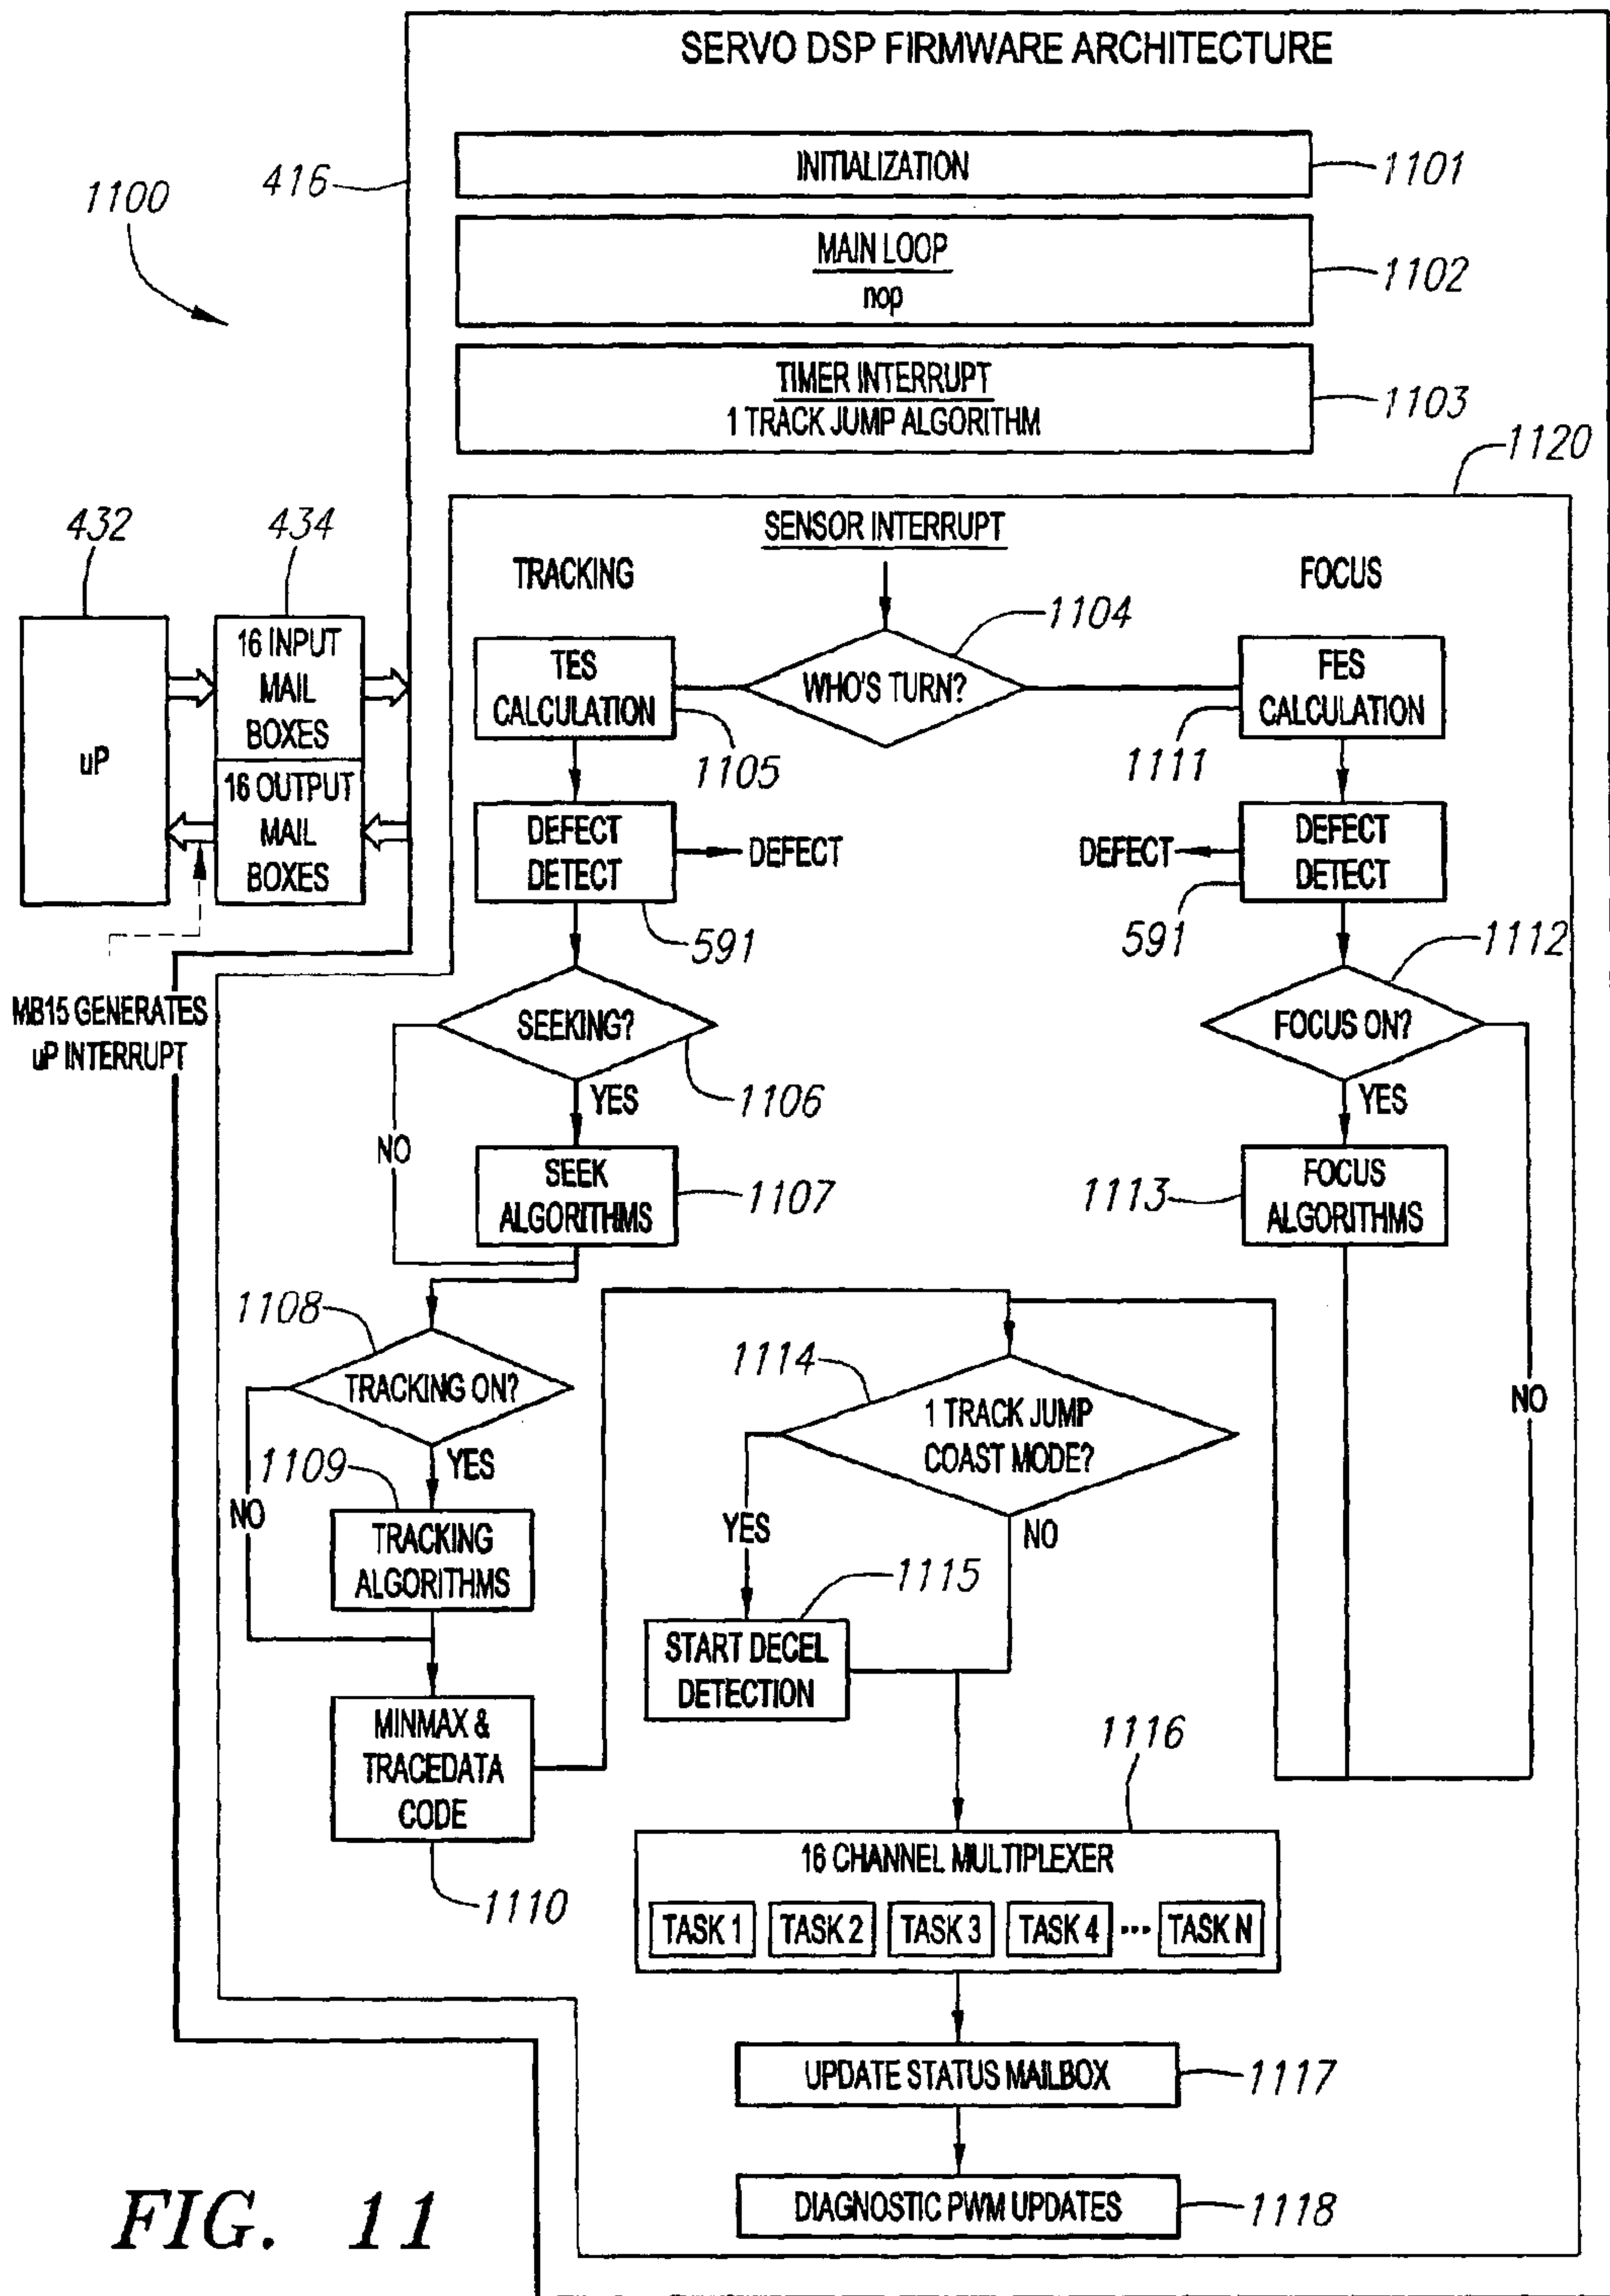 SERVO DSP FIRMWARE ARCHITECTURE
416
1100
INITIALIZATION
1101
MAIN LOOP
nop
1102
TIMER INTERRUPT
1 TRACK JUMP ALGORITHM
1103
1120
432
434
uP
16 INPUT
MAIL
BOXES
16 OUTPUT
MAIL
BOXES
MB15 GENERATES
uP INTERRUPT
SENSOR INTERRUPT
TRACKING
FOCUS
1104
WHO'S TURN?
TES
CALCULATION
1105
FES
CALCULATION
1111
DEFECT
DETECT
DEFECT
591
DEFECT
DEFECT
DETECT
591
1112
SEEKING?
1106
YES
NO
FOCUS ON?
YES
NO
SEEK
ALGORITHMS
1107
FOCUS
ALGORITHMS
1113
1108
TRACKING ON?
YES
NO
1109
TRACKING
ALGORITHMS
1114
1 TRACK JUMP
COAST MODE?
YES
NO
1115
START DECEL
DETECTION
MINMAX &
TRACEDATA
CODE
1110
1116
16 CHANNEL MULTIPLEXER
TASK 1 TASK 2 TASK 3 TASK 4 ... TASK N
UPDATE STATUS MAILBOX
1117
DIAGNOSTIC PWM UPDATES
1118
FIG. 11